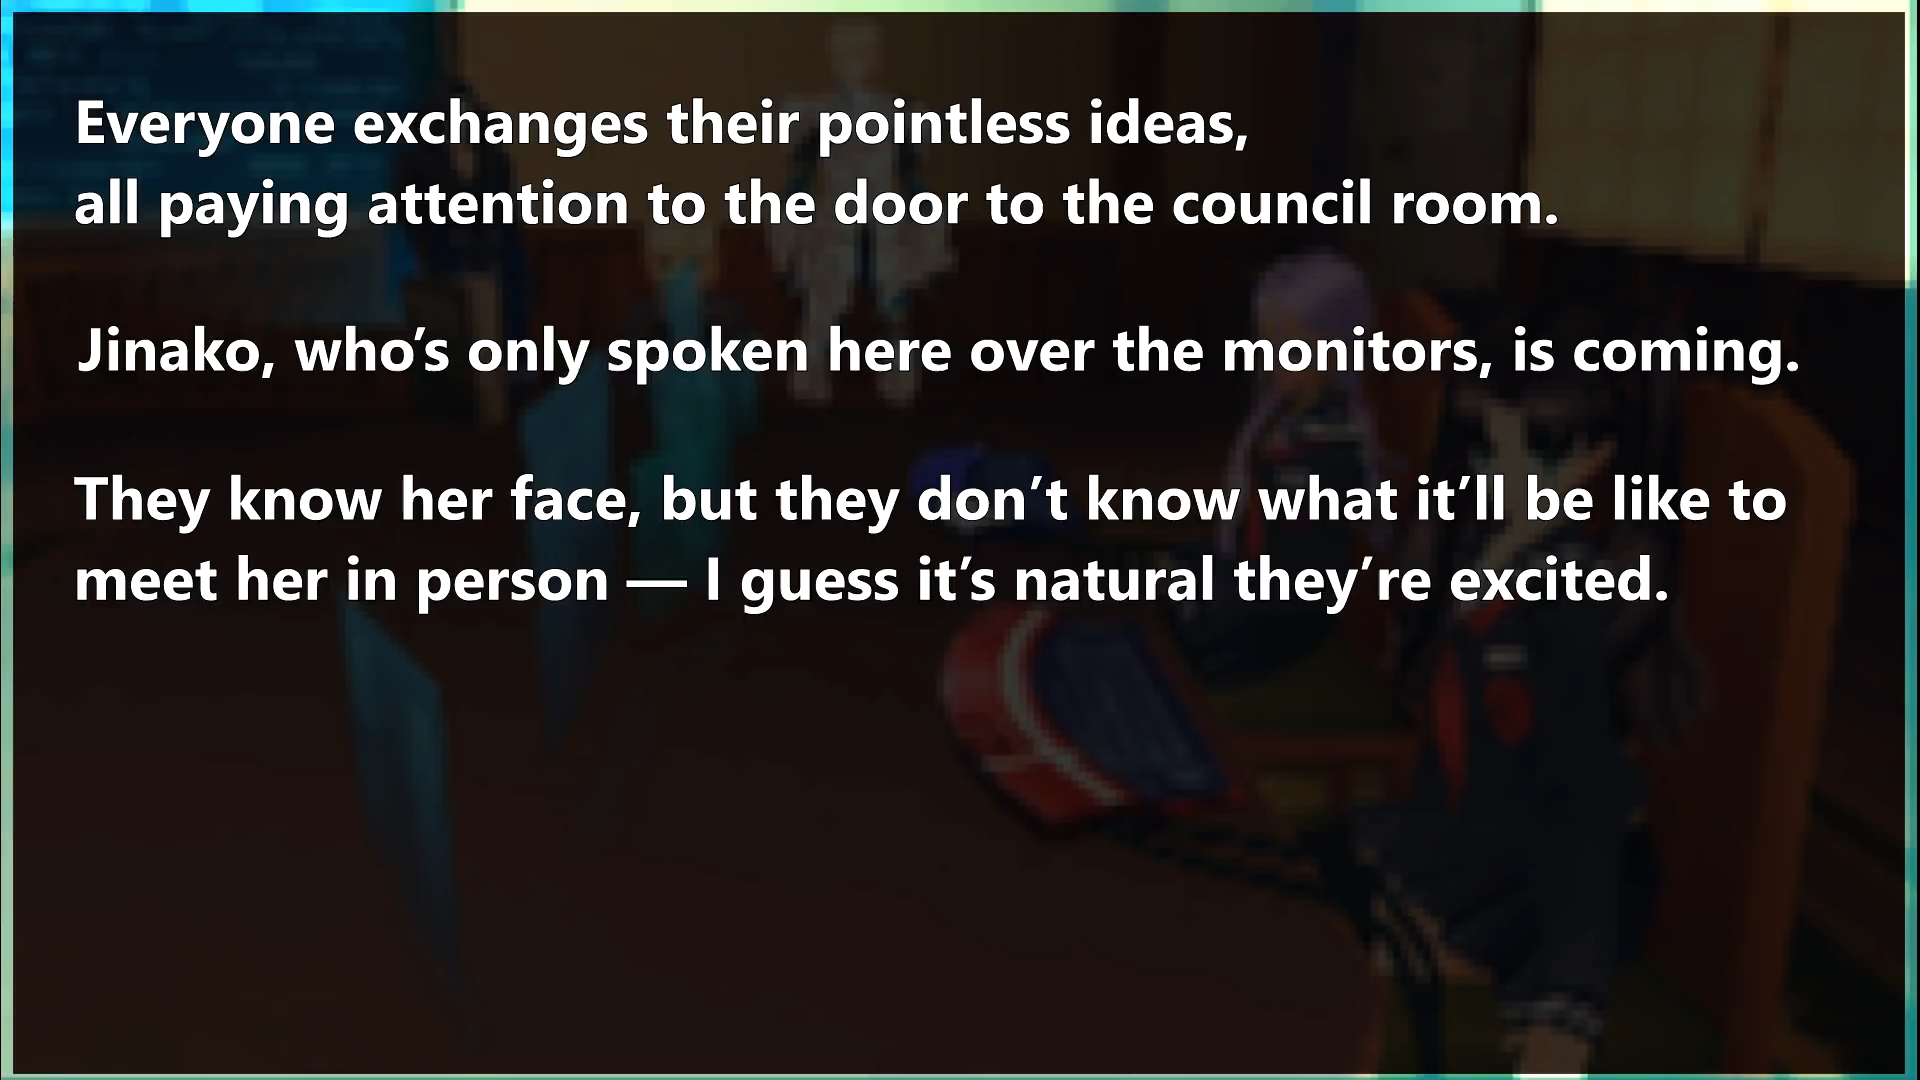 Everyone exchanges their pointless ideas,
all paying attention to the door to the council room.
Jinako, who’s only spoken here over the monitors, is coming.
They know her face, but they don’t know what it’ll be like to
meet her in person — I guess it’s natural they’re excited.